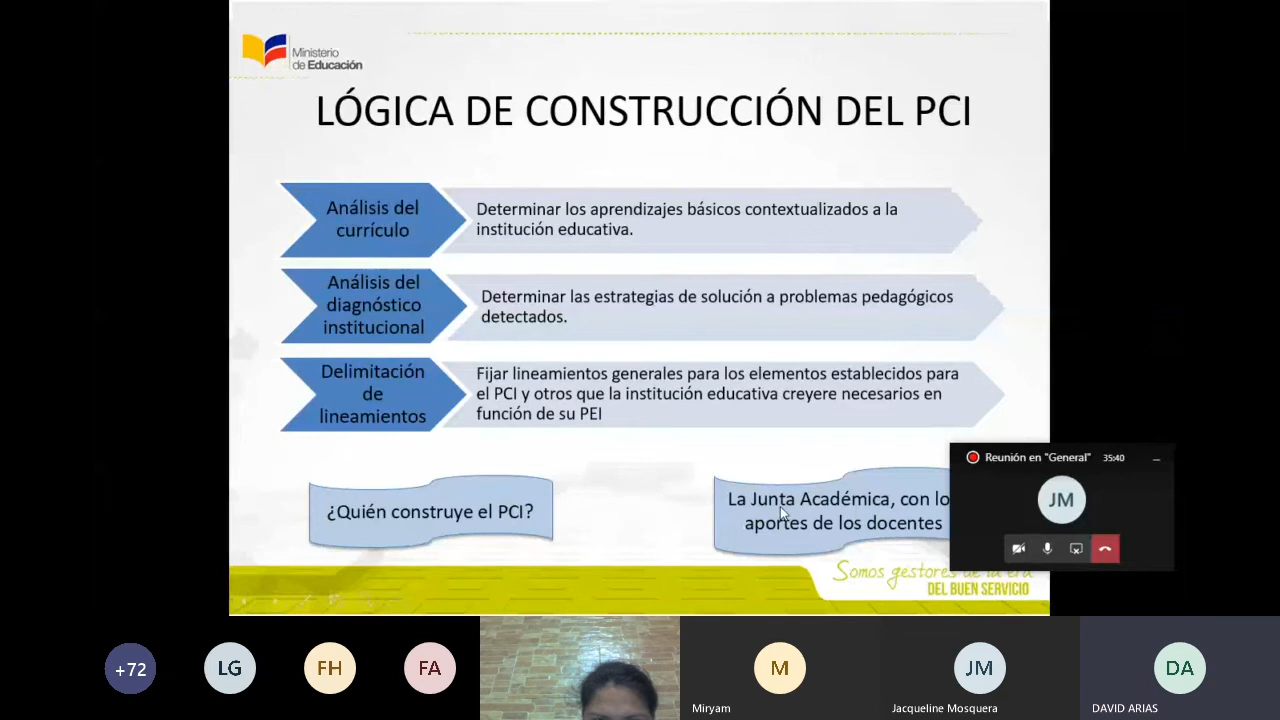 Ministerio
de Educación
LÓGICA DE CONSTRUCCIÓN DEL PCI
Análisis del
currículo
Determinar los aprendizajes básicos contextualizados a la
institución educativa.
Análisis del
diagnóstico
institucional
Determinar las estrategias de solución a problemas pedagógicos
detectados.
Delimitación
de
lineamientos
Fijar lineamientos generales para los elementos establecidos para
el PCI y otros que la institución educativa creyere necesarios en
función de su PEI
¿Quién construye el PCI?
La Junta Académica, con lo
aportes de los docentes
Reunión en "General" 35:40
JM
Somos gestores de la era
DEL BUEN SERVICIO
+72
LG
FH
FA
M
Miryam
JM
Jacqueline Mosquera
DA
DAVID ARIAS